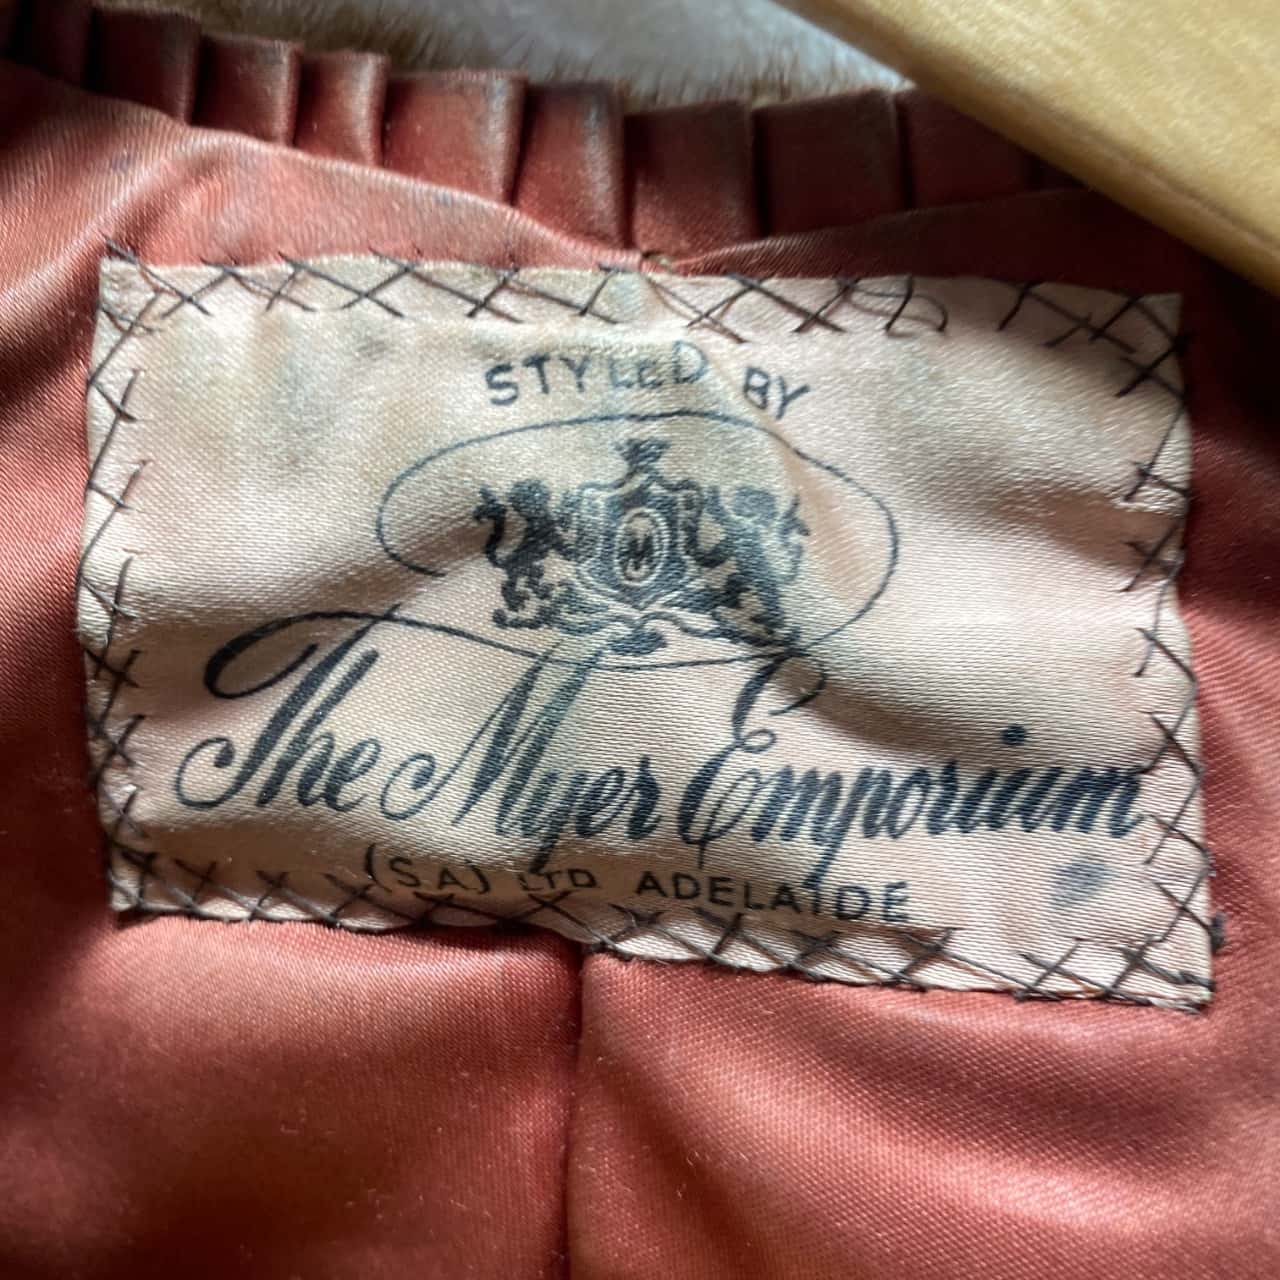 STYLED BY
M
The Myer Emporium
(S.A) LTD ADELAIDE